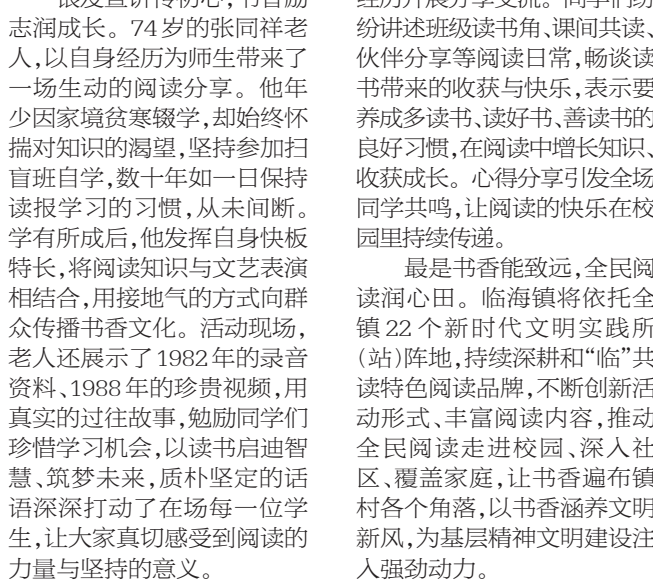 银发宣讲传初心,书香励
志润成长。74岁的张同祥老
人,以自身经历为师生带来了
一场生动的阅读分享。他年
少因家境贫寒辍学,却始终怀
揣对知识的渴望,坚持参加扫
盲班自学,数十年如一日保持
读报学习的习惯,从未间断。
学有所成后,他发挥自身快板
特长,将阅读知识与文艺表演
相结合,用接地气的方式向群
众传播书香文化。活动现场,
老人还展示了1982年的录音
资料、1988年的珍贵视频,用
真实的过往故事,勉励同学们
珍惜学习机会,以读书启迪智
慧、筑梦未来,质朴坚定的话
语深深打动了在场每一位学
生,让大家真切感受到阅读的
力量与坚持的意义。
经历开展分享交流。同学们纷
纷讲述班级读书角、课间共读、
伙伴分享等阅读日常,畅谈读
书带来的收获与快乐,表示要
养成多读书、读好书、善读书的
良好习惯,在阅读中增长知识、
收获成长。心得分享引发全场
同学共鸣,让阅读的快乐在校
园里持续传递。
最是书香能致远,全民阅
读润心田。临海镇将依托全
镇22个新时代文明实践所
(站)阵地,持续深耕和“临”共
读特色阅读品牌,不断创新活
动形式、丰富阅读内容,推动
全民阅读走进校园、深入社
区、覆盖家庭,让书香遍布镇
村各个角落,以书香涵养文明
新风,为基层精神文明建设注
入强劲动力。